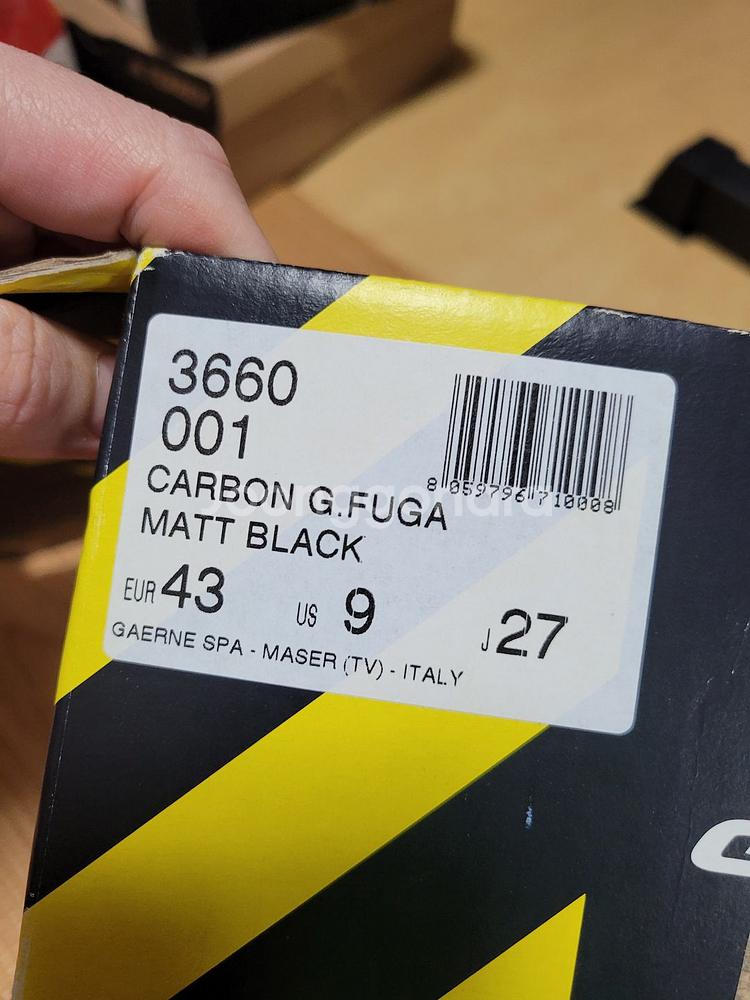 3660
001
CARBON G.FUGA
MATT BLACK
8 059796 710008
EUR 43 US 9 J 27
GAERNE SPA - MASER (TV) - ITALY